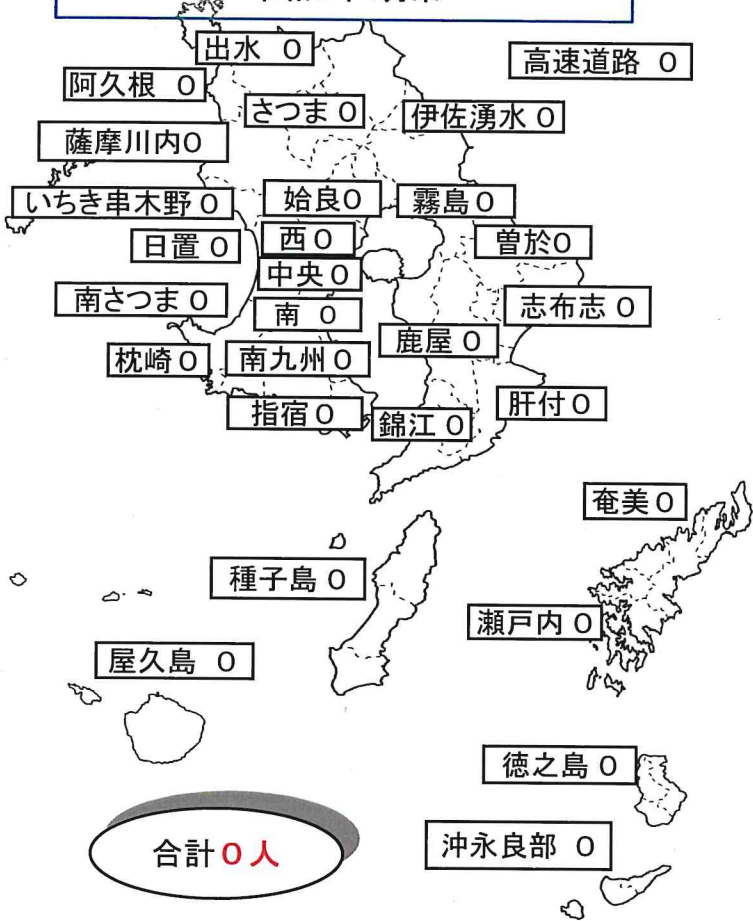 出水 0
高速道路 0
阿久根 0
さつま 0
伊佐湧水 0
薩摩川内0
いちき串木野 0
姶良0
霧島 0
日置 0
西 0
曽於0
中央 0
南さつま 0
南 0
志布志 0
鹿屋 0
枕崎 0
南九州 0
指宿 0
錦江 0
肝付 0
奄美 0
種子島 0
瀬戸内 0
屋久島 0
徳之島 0
合計0人
沖永良部 0